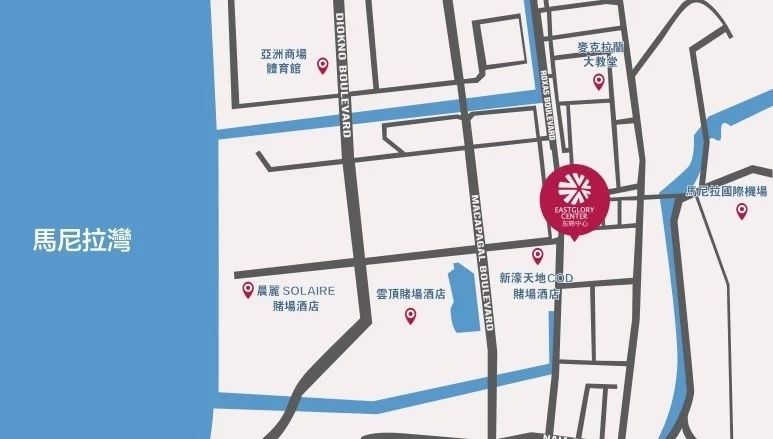 亞洲商場
體育館
DIOKNO BOULEVARD
ROXAS BOULEVARD
麥克拉蘭
大教堂
EASTGLORY
CENTER
东晖中心
馬尼拉國際機場
馬尼拉灣
MACAPAGAL BOULEVARD
晨麗 SOLAIRE
賭場酒店
雲頂賭場酒店
新濠天地COD
賭場酒店